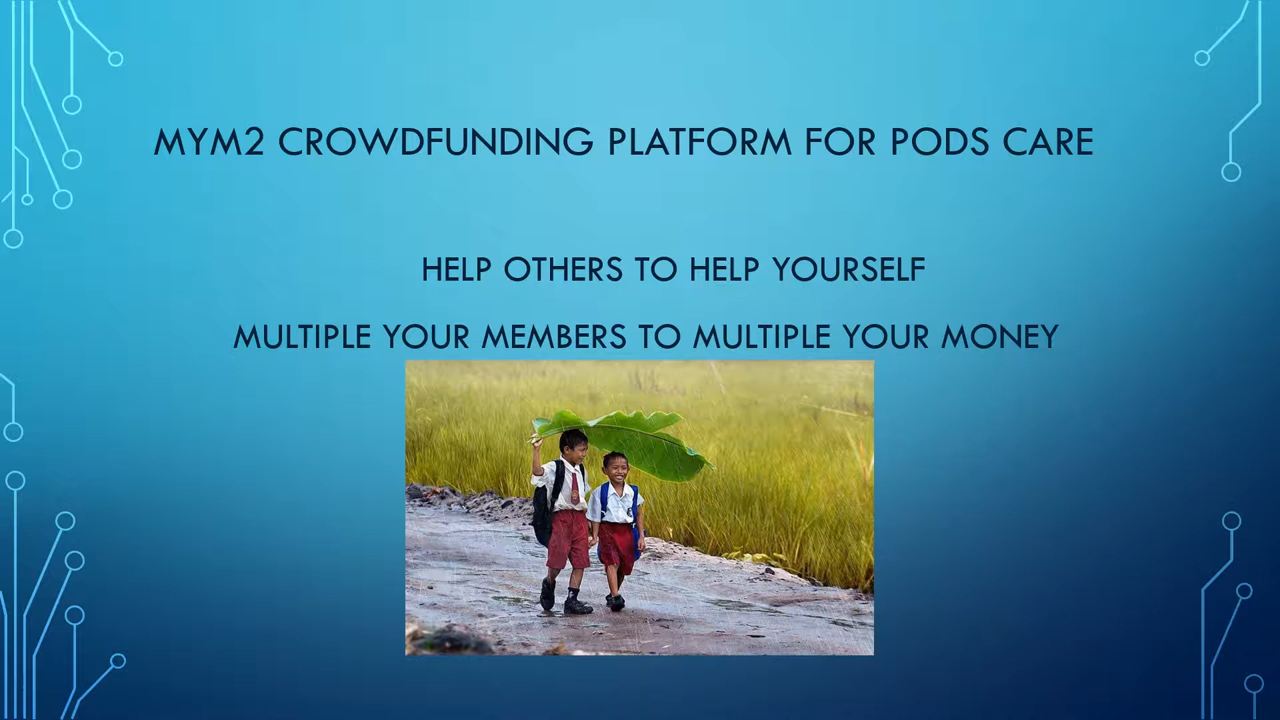 MYM2 CROWDFUNDING PLATFORM FOR PODS CARE
HELP OTHERS TO HELP YOURSELF
MULTIPLE YOUR MEMBERS TO MULTIPLE YOUR MONEY